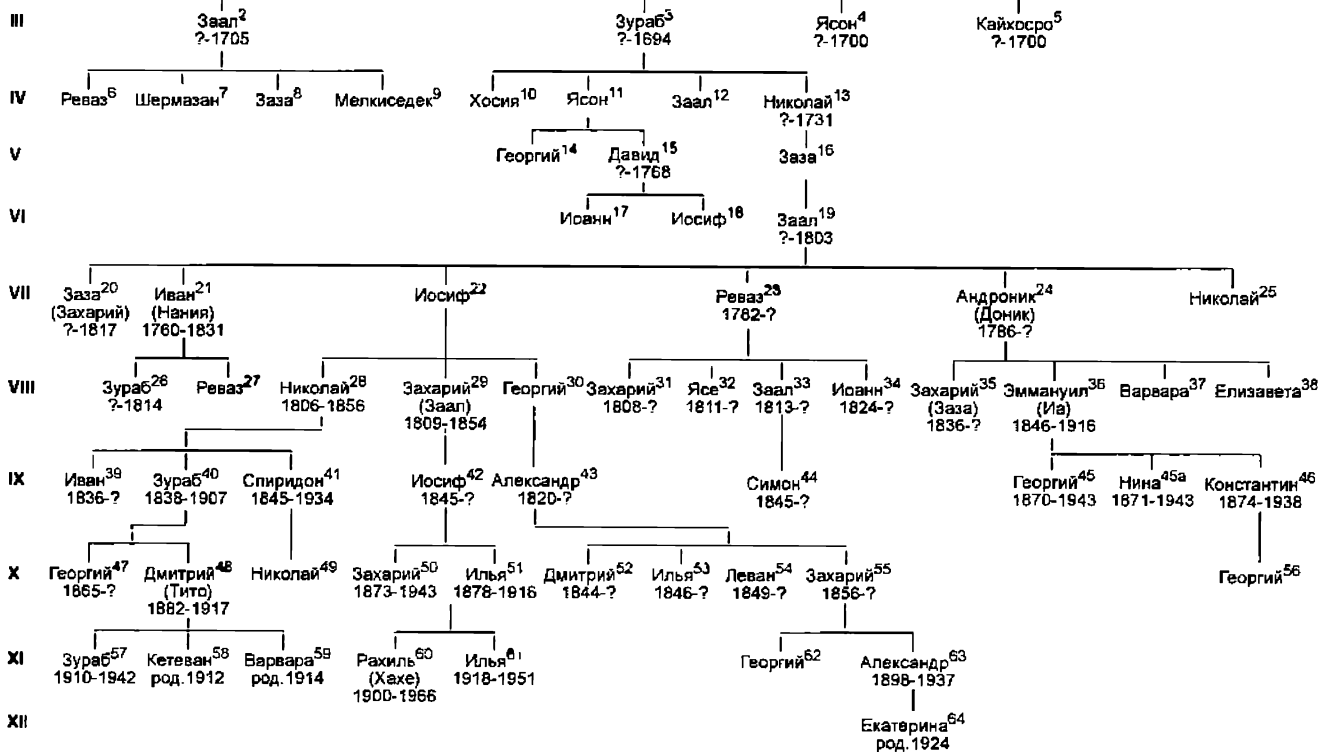 III Заал² Зураб³ Ясон⁴ Кайхосро⁵
?-1705 ?-1694 ?-1700 ?-1700
IV Реваз⁶ Шермазан⁷ Заза⁸ Мелкиседек⁹ Хосия¹⁰ Ясон¹¹ Заал¹² Николай¹³
?-1731
V Георгий¹⁴ Давид¹⁵ Заза¹⁶
?-1768
VI Иоанн¹⁷ Иосиф¹⁸ Заал¹⁹
?-1803
VII Заза²⁰ Иван²¹ Иосиф²² Реваз²³ Андроник²⁴ Николай²⁵
(Захарий) (Нания) 1782-? (Доник)
?-1817 1760-1831 1786-?
VIII Зураб²⁶ Реваз²⁷ Николай²⁸ Захарий²⁹ Георгий³⁰ Захарий³¹ Ясе³² Заал³³ Иоанн³⁴ Захарий³⁵ Эммануил³⁶ Варвара³⁷ Елизавета³⁸
?-1814 1806-1856 (Заал) 1808-? 1811-? 1813-? 1824-? (Заза) (Иа)
1809-1854 1836-? 1846-1916
IX Иван³⁹ Зураб⁴⁰ Спиридон⁴¹ Иосиф⁴² Александр⁴³ Симон⁴⁴ Георгий⁴⁵ Нина⁴⁵ᵃ Константин⁴⁶
1836-? 1838-1907 1845-1934 1845-? 1820-? 1845-? 1870-1943 1871-1943 1874-1938
X Георгий⁴⁷ Дмитрий⁴⁸ Николай⁴⁹ Захарий⁵⁰ Илья⁵¹ Дмитрий⁵² Илья⁵³ Леван⁵⁴ Захарий⁵⁵ Георгий⁵⁶
1865-? (Тито) 1873-1943 1878-1916 1844-? 1846-? 1849-? 1856-?
1882-1917
XI Зураб⁵⁷ Кетеван⁵⁸ Варвара⁵⁹ Рахиль⁶⁰ Илья⁶¹ Георгий⁶² Александр⁶³
1910-1942 род.1912 род.1914 (Хахе) 1918-1951 1898-1937
1900-1966
XII Екатерина⁶⁴
род.1924